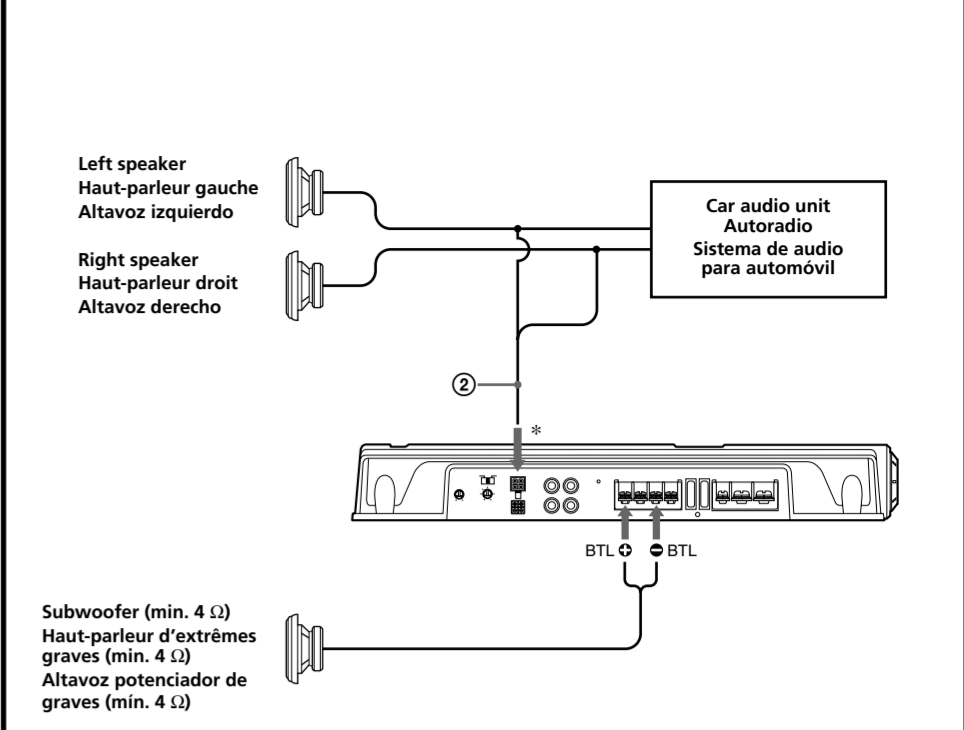 Left speaker
Haut-parleur gauche
Altavoz izquierdo
Right speaker
Haut-parleur droit
Altavoz derecho
Car audio unit
Autoradio
Sistema de audio
para automóvil
②
*
BTL + − BTL
Subwoofer (min. 4 Ω)
Haut-parleur d’extrêmes
graves (min. 4 Ω)
Altavoz potenciador de
graves (mín. 4 Ω)